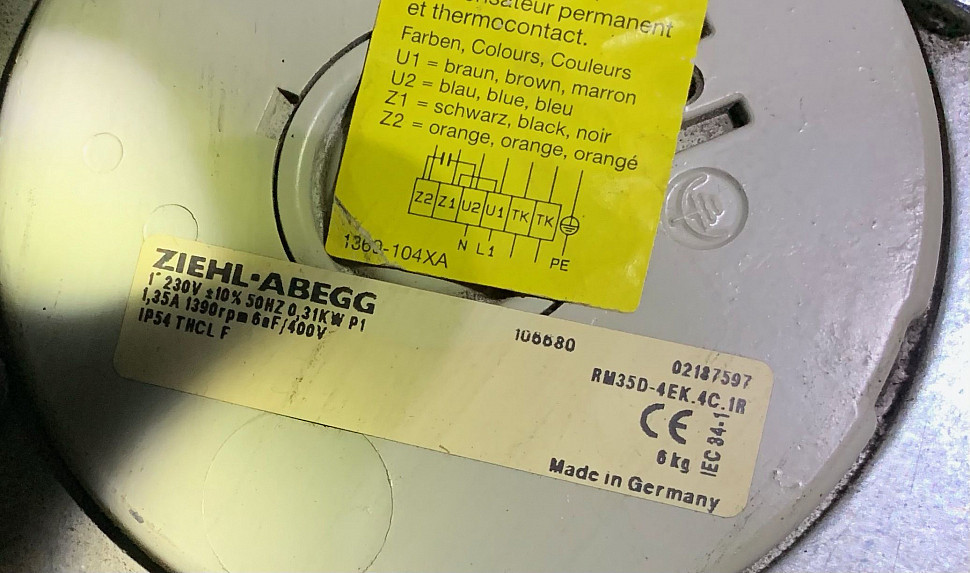 permanent
et thermocontact.
Farben, Colours, Couleurs
U1 = braun, brown, marron
U2 = blau, blue, bleu
Z1 = schwarz, black, noir
Z2 = orange, orange, orangé
Z2 Z1 U2 U1 TK TK
N L1 PE
1360-104XA
ZIEHL-ABEGG
1~ 230V ±10% 50HZ 0,31KW P1
1,35A 1390rpm 6uF/400V
IP54 THCL F
106680
02187597
RM35D-4EK.4C.1R
CE
IEC 34-1
6 kg
Made in Germany